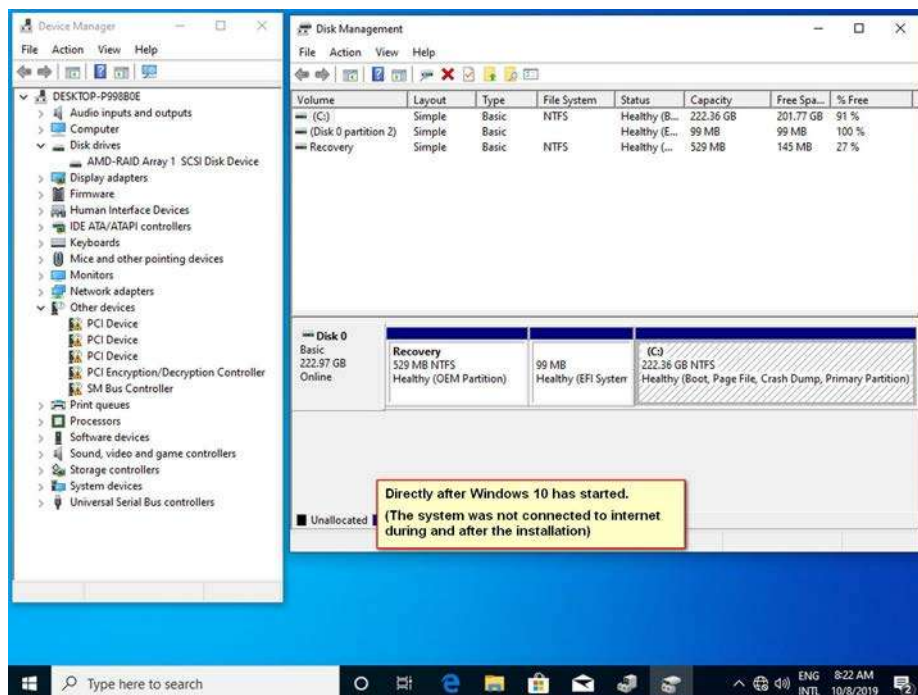 Device Manager
File Action View Help
DESKTOP-P998B0E
Audio inputs and outputs
Computer
Disk drives
AMD-RAID Array 1 SCSI Disk Device
Display adapters
Firmware
Human Interface Devices
IDE ATA/ATAPI controllers
Keyboards
Mice and other pointing devices
Monitors
Network adapters
Other devices
PCI Device
PCI Device
PCI Device
PCI Encryption/Decryption Controller
SM Bus Controller
Print queues
Processors
Software devices
Sound, video and game controllers
Storage controllers
System devices
Universal Serial Bus controllers
Disk Management
File Action View Help
Volume Layout Type File System Status Capacity Free Spa... % Free
(C:) Simple Basic NTFS Healthy (B... 222.36 GB 201.77 GB 91 %
(Disk 0 partition 2) Simple Basic Healthy (E... 99 MB 99 MB 100 %
Recovery Simple Basic NTFS Healthy (... 529 MB 145 MB 27 %
Disk 0
Basic
222.97 GB
Online
Recovery
529 MB NTFS
Healthy (OEM Partition)
99 MB
Healthy (EFI System
(C:)
222.36 GB NTFS
Healthy (Boot, Page File, Crash Dump, Primary Partition)
Unallocated
Directly after Windows 10 has started.
(The system was not connected to internet
during and after the installation)
Type here to search
ENG
INTL
8:22 AM
10/8/2019